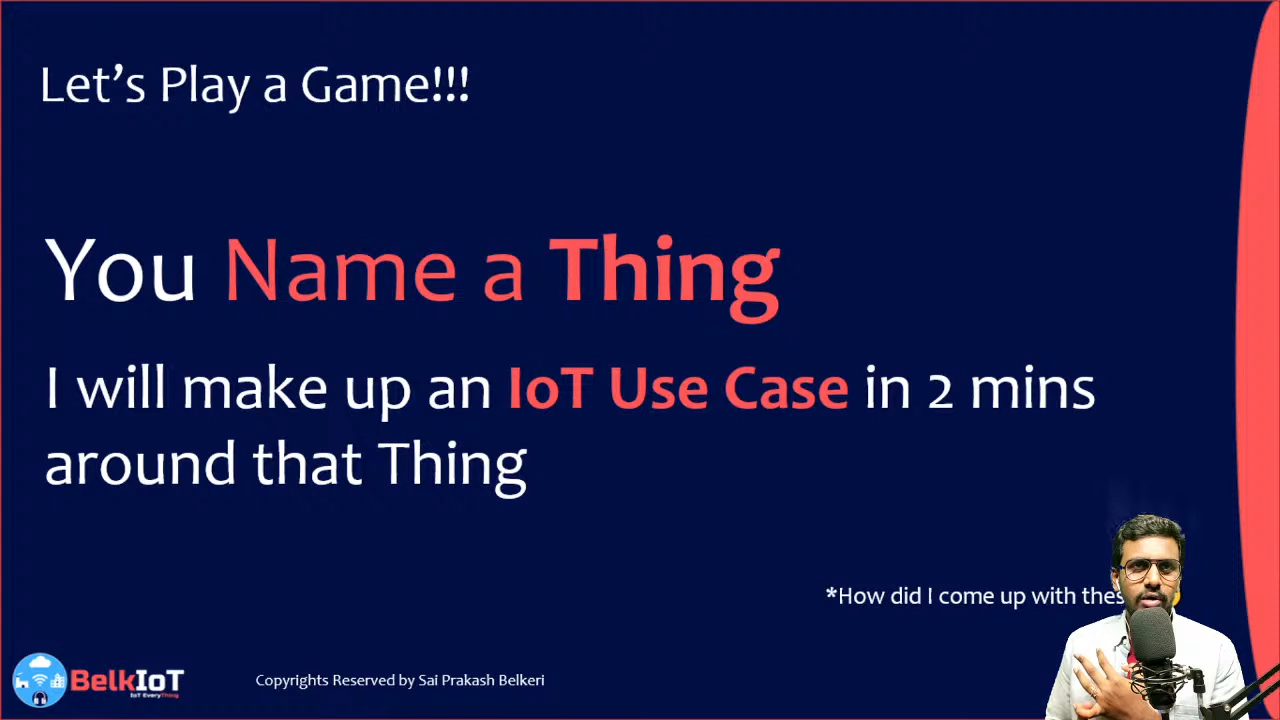 Let's Play a Game!!!
You Name a Thing
I will make up an IoT Use Case in 2 mins
around that Thing
*How did I come up with
BelkIoT
IoT EveryThing
Copyrights Reserved by Sai Prakash Belkeri